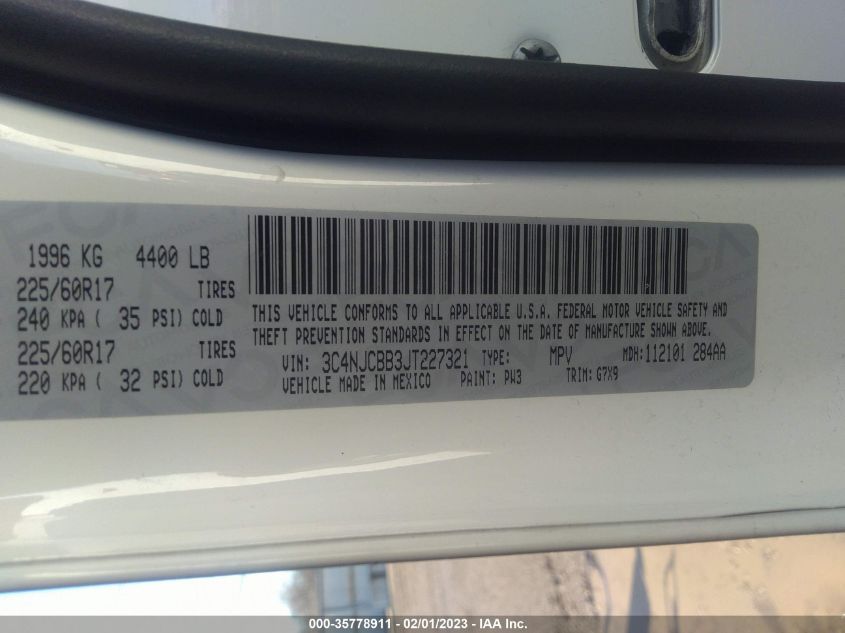 1996 KG 4400 LB
225/60R17 TIRES
240 KPA ( 35 PSI) COLD
225/60R17 TIRES
220 KPA ( 32 PSI) COLD
THIS VEHICLE CONFORMS TO ALL APPLICABLE U.S.A. FEDERAL MOTOR VEHICLE SAFETY AND
THEFT PREVENTION STANDARDS IN EFFECT ON THE DATE OF MANUFACTURE SHOWN ABOVE.
VIN: 3C4NJCBB3JT227321 TYPE: MPV MDH:112101 284AA
VEHICLE MADE IN MEXICO PAINT: PW3 TRIM: G7X9
000-35778911 - 02/01/2023 - IAA Inc.